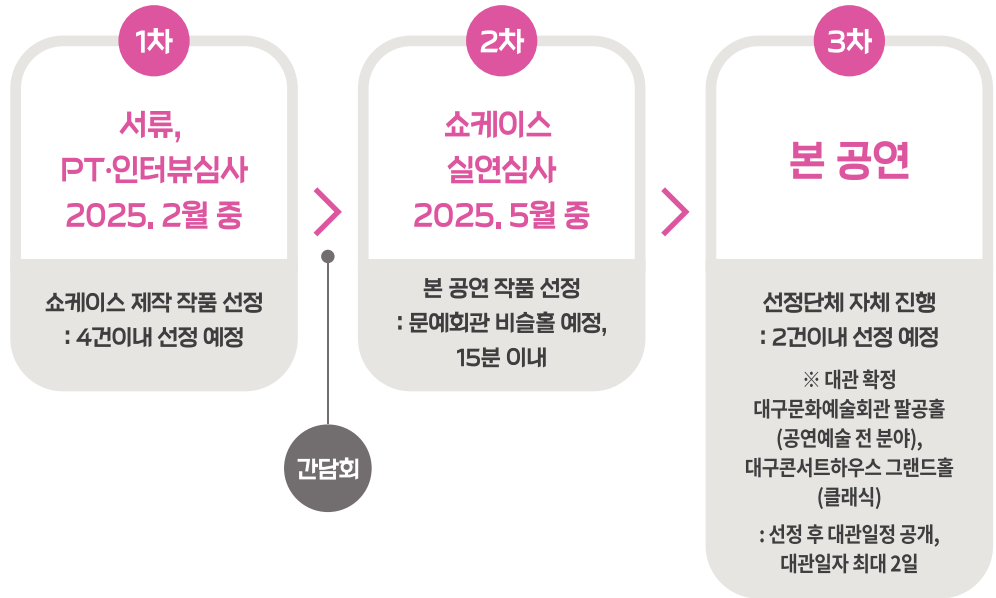 1차
서류,
PT·인터뷰심사
2025. 2월 중
쇼케이스 제작 작품 선정
: 4건이내 선정 예정
간담회
2차
쇼케이스
실연심사
2025. 5월 중
본 공연 작품 선정
: 문예회관 비슬홀 예정,
15분 이내
3차
본 공연
선정단체 자체 진행
: 2건이내 선정 예정
※ 대관 확정
대구문화예술회관 팔공홀
(공연예술 전 분야),
대구콘서트하우스 그랜드홀
(클래식)
: 선정 후 대관일정 공개,
대관일자 최대 2일